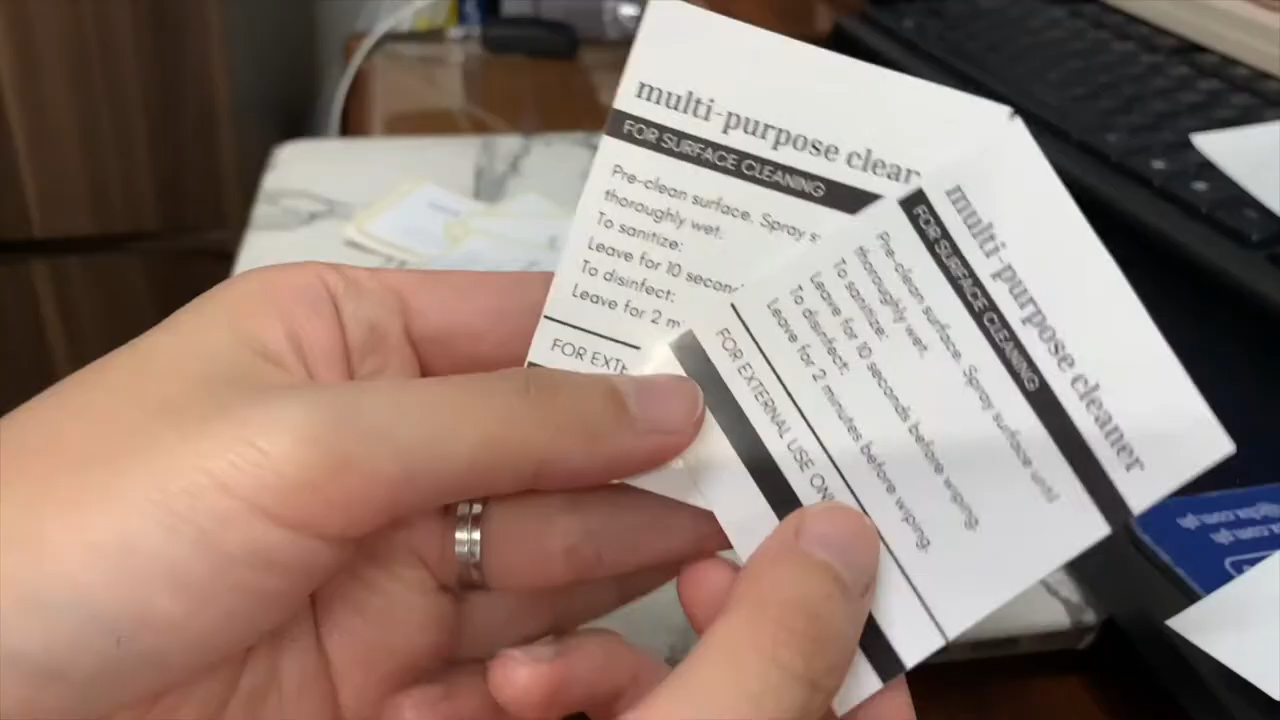 multi-purpose clean
FOR SURFACE CLEANING
Pre-clean surface. Spray s
thoroughly wet.
To sanitize:
Leave for 10 second
To disinfect:
Leave for 2 m
FOR EXTE
multi-purpose cleaner
FOR SURFACE CLEANING
Pre-clean surface. Spray surface until
thoroughly wet.
To sanitize:
Leave for 10 seconds before wiping.
To disinfect:
Leave for 2 minutes before wiping.
FOR EXTERNAL USE ON